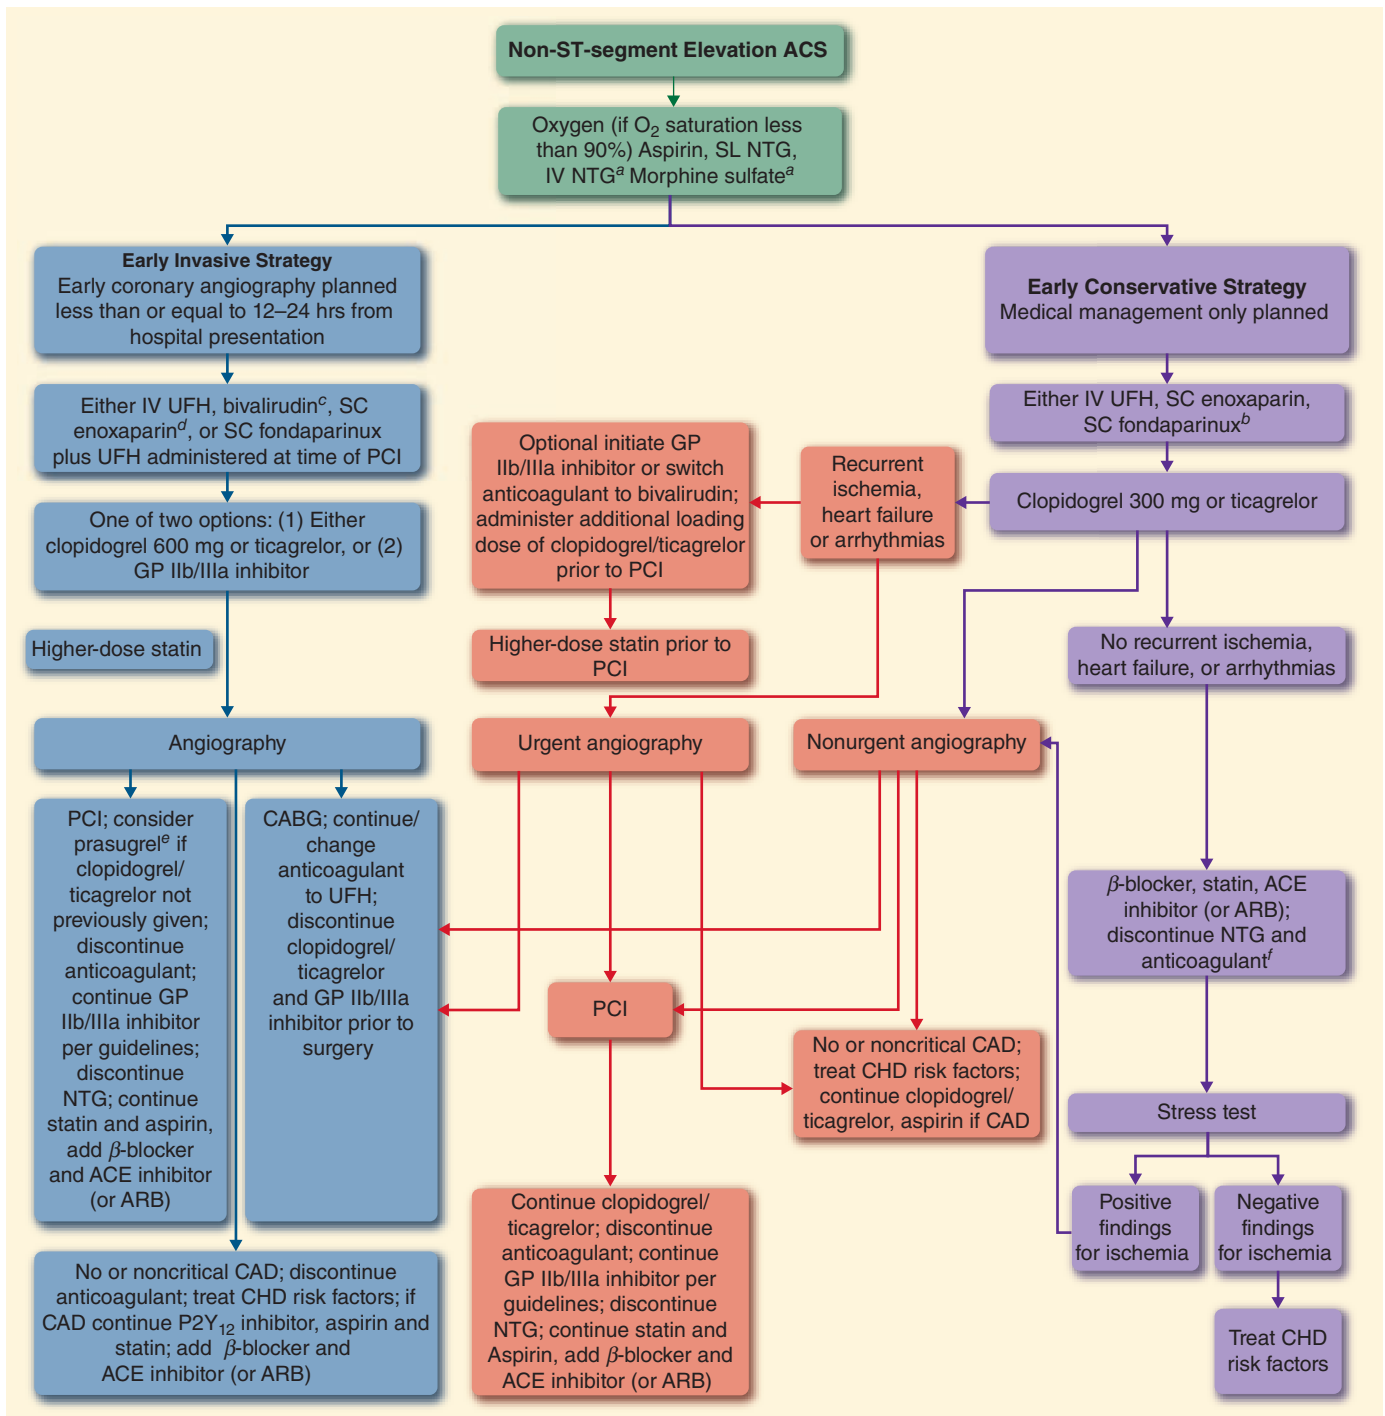 Non-ST-segment Elevation ACS
Oxygen (if O₂ saturation less
than 90%) Aspirin, SL NTG,
IV NTGᵃ Morphine sulfateᵃ
Early Invasive Strategy
Early coronary angiography planned
less than or equal to 12–24 hrs from
hospital presentation
Either IV UFH, bivalirudinᶜ, SC
enoxaparinᵈ, or SC fondaparinux
plus UFH administered at time of PCI
One of two options: (1) Either
clopidogrel 600 mg or ticagrelor, or (2)
GP IIb/IIIa inhibitor
Higher-dose statin
Angiography
PCI; consider
prasugrelᵉ if
clopidogrel/
ticagrelor not
previously given;
discontinue
anticoagulant;
continue GP
IIb/IIIa inhibitor
per guidelines;
discontinue
NTG; continue
statin and aspirin,
add β-blocker
and ACE inhibitor
(or ARB)
CABG; continue/
change
anticoagulant
to UFH;
discontinue
clopidogrel/
ticagrelor
and GP IIb/IIIa
inhibitor prior to
surgery
No or noncritical CAD; discontinue
anticoagulant; treat CHD risk factors; if
CAD continue P2Y₁₂ inhibitor, aspirin and
statin; add β-blocker and
ACE inhibitor (or ARB)
Optional initiate GP
IIb/IIIa inhibitor or switch
anticoagulant to bivalirudin;
administer additional loading
dose of clopidogrel/ticagrelor
prior to PCI
Recurrent
ischemia,
heart failure
or arrhythmias
Higher-dose statin prior to
PCI
Urgent angiography
Nonurgent angiography
PCI
No or noncritical CAD;
treat CHD risk factors;
continue clopidogrel/
ticagrelor, aspirin if CAD
Continue clopidogrel/
ticagrelor; discontinue
anticoagulant; continue
GP IIb/IIIa inhibitor per
guidelines; discontinue
NTG; continue statin and
Aspirin, add β-blocker and
ACE inhibitor (or ARB)
Early Conservative Strategy
Medical management only planned
Either IV UFH, SC enoxaparin,
SC fondaparinuxᵇ
Clopidogrel 300 mg or ticagrelor
No recurrent ischemia,
heart failure, or arrhythmias
β-blocker, statin, ACE
inhibitor (or ARB);
discontinue NTG and
anticoagulantᶠ
Stress test
Positive
findings
for ischemia
Negative
findings
for ischemia
Treat CHD
risk factors